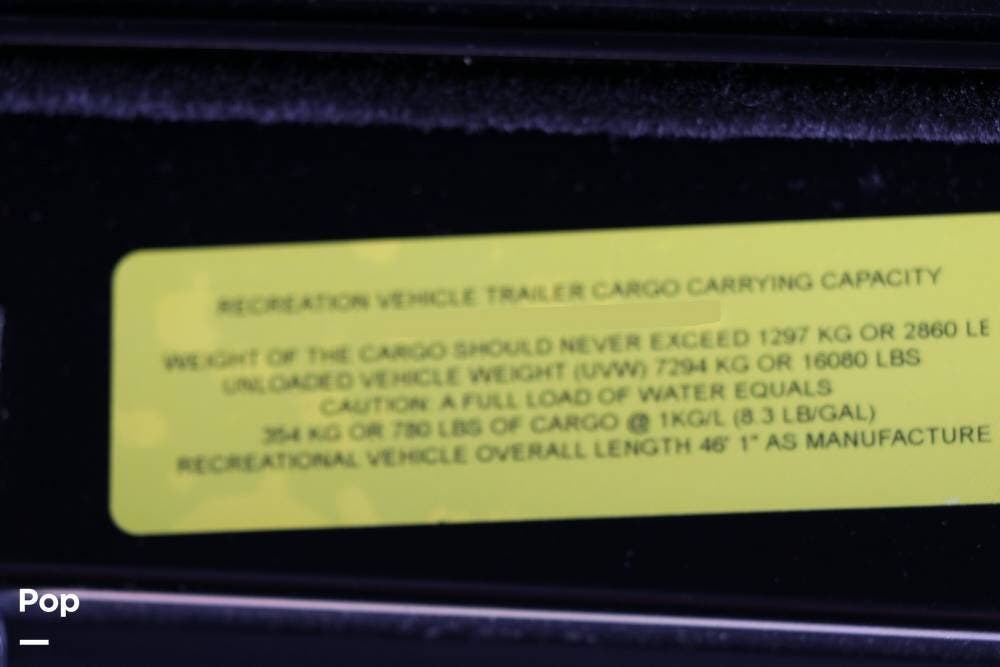 RECREATION VEHICLE TRAILER CARGO CARRYING CAPACITY
WEIGHT OF THE CARGO SHOULD NEVER EXCEED 1297 KG OR 2860 LB
UNLOADED VEHICLE WEIGHT (UVW) 7294 KG OR 16080 LBS
CAUTION: A FULL LOAD OF WATER EQUALS
354 KG OR 780 LBS OF CARGO @ 1KG/L (8.3 LB/GAL)
RECREATIONAL VEHICLE OVERALL LENGTH 46' 1" AS MANUFACTURE
Pop